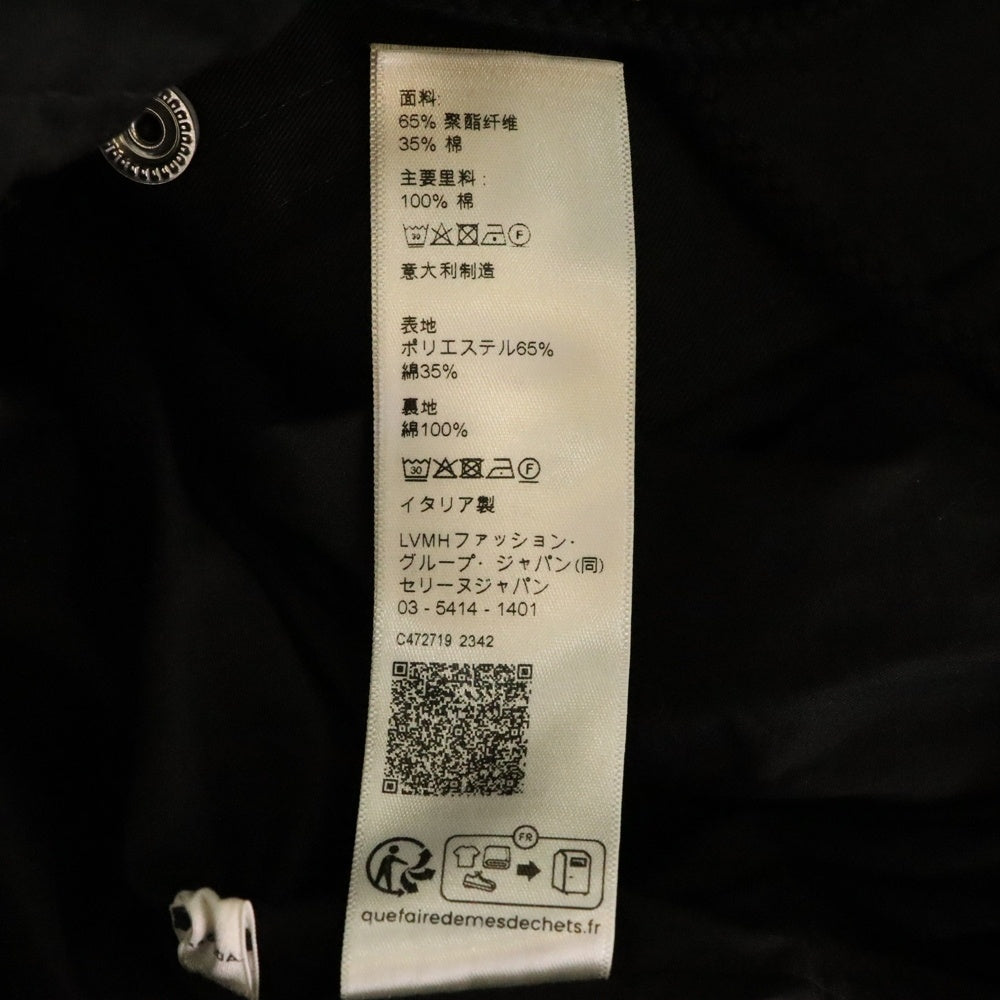 面料:
65% 聚酯纤维
35% 棉
主要里料:
100% 棉
30 F
意大利制造
表地
ポリエステル65%
綿35%
裏地
綿100%
30 F
イタリア製
LVMHファッション・
グループ・ジャパン(同)
セリーヌジャパン
03 - 5414 - 1401
C472719 2342
FR
quefairedemesdechets.fr